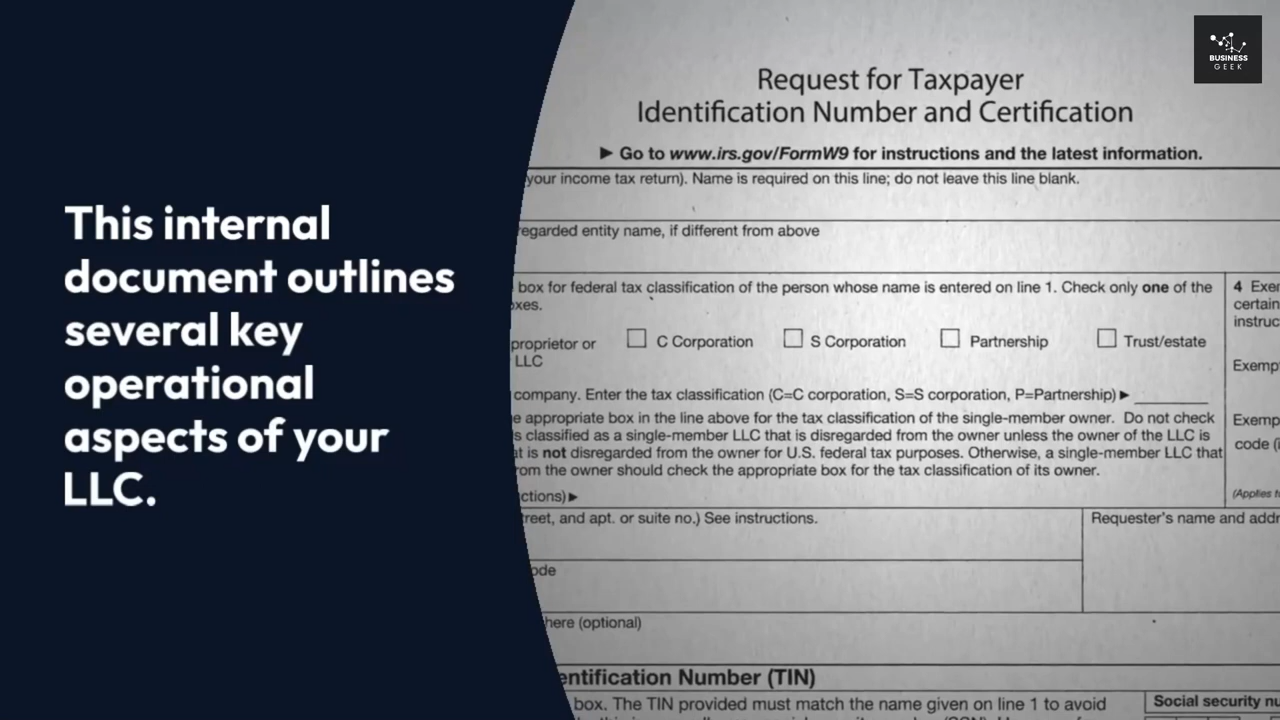 BUSINESS
GEEK
This internal
document outlines
several key
operational
aspects of your
LLC.
Request for Taxpayer
Identification Number and Certification
► Go to www.irs.gov/FormW9 for instructions and the latest information.
your income tax return). Name is required on this line; do not leave this line blank.
regarded entity name, if different from above
box for federal tax classification of the person whose name is entered on line 1. Check only one of the
oxes.
proprietor or
LLC
C Corporation
S Corporation
Partnership
Trust/estate
company. Enter the tax classification (C=C corporation, S=S corporation, P=Partnership) ►
e appropriate box in the line above for the tax classification of the single-member owner. Do not check
s classified as a single-member LLC that is disregarded from the owner unless the owner of the LLC is
at is not disregarded from the owner for U.S. federal tax purposes. Otherwise, a single-member LLC that
rom the owner should check the appropriate box for the tax classification of its owner.
ctions) ►
4 Exer
certain
instruc
Exemp
Exemp
code (i
(Applies t
treet, and apt. or suite no.) See instructions.
Requester's name and addr
ode
here (optional)
entification Number (TIN)
box. The TIN provided must match the name given on line 1 to avoid
Social security nu